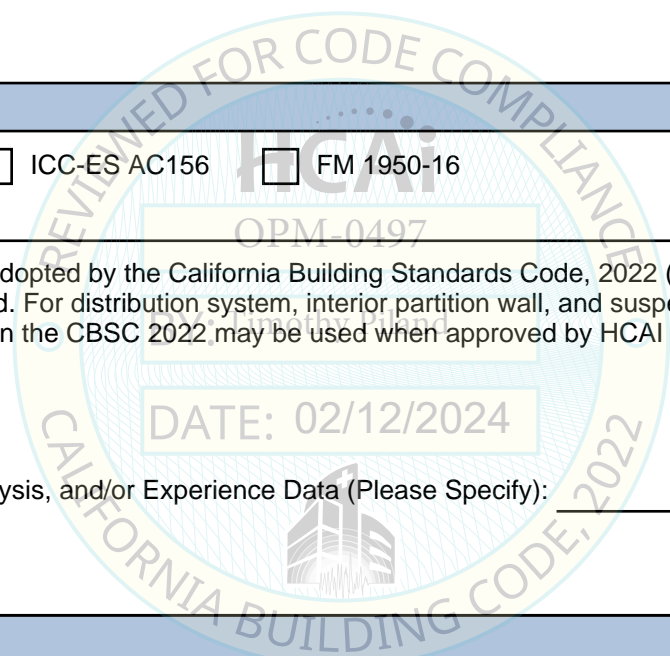 REVIEWED FOR CODE COMPLIANCE
HCAi
ICC-ES AC156 FM 1950-16
OPM-0497
dopted by the California Building Standards Code, 2022 (
d. For distribution system, interior partition wall, and suspe
n the CBSC 2022 may be used when approved by HCAI
BY: Timothy Piland
DATE: 02/12/2024
ysis, and/or Experience Data (Please Specify):
CALIFORNIA BUILDING CODE, 2022